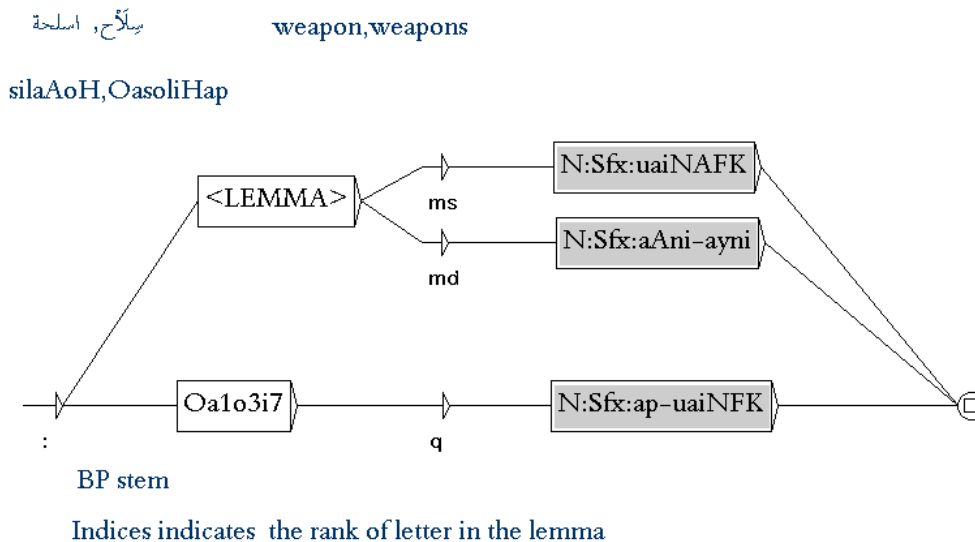 سِلَاْح, اسلحة weapon,weapons
silaAoH,OasoliHap
N:Sfx:uaiNAFK
<LEMMA>
ms
N:Sfx:aAni-ayni
md
Oa1o3i7
N:Sfx:ap-uaiNFK
:
q
BP stem
Indices indicates the rank of letter in the lemma